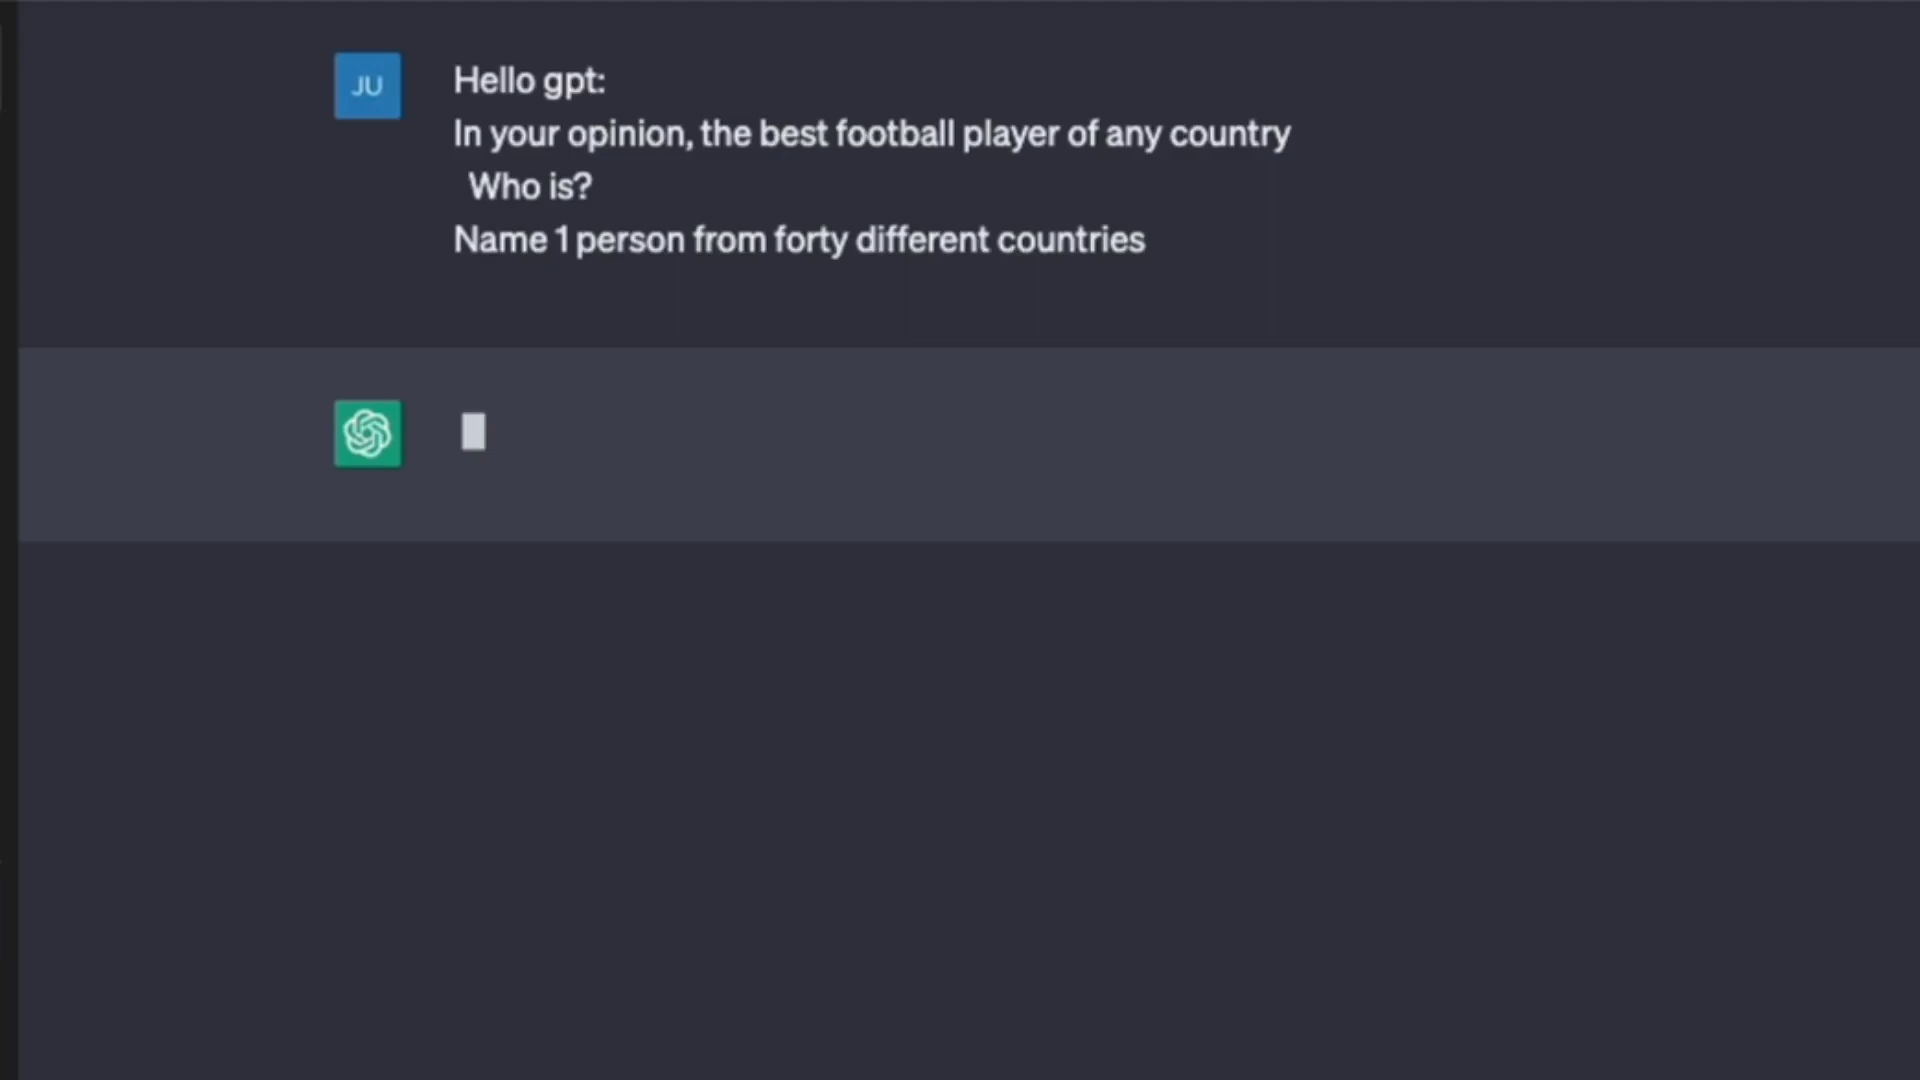 JU
Hello gpt:
In your opinion, the best football player of any country
Who is?
Name 1 person from forty different countries